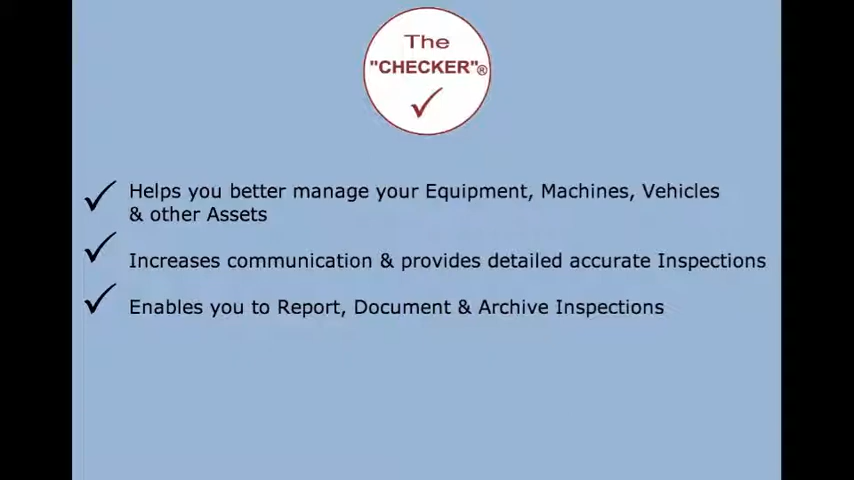 The
"CHECKER"®
Helps you better manage your Equipment, Machines, Vehicles
& other Assets
Increases communication & provides detailed accurate Inspections
Enables you to Report, Document & Archive Inspections